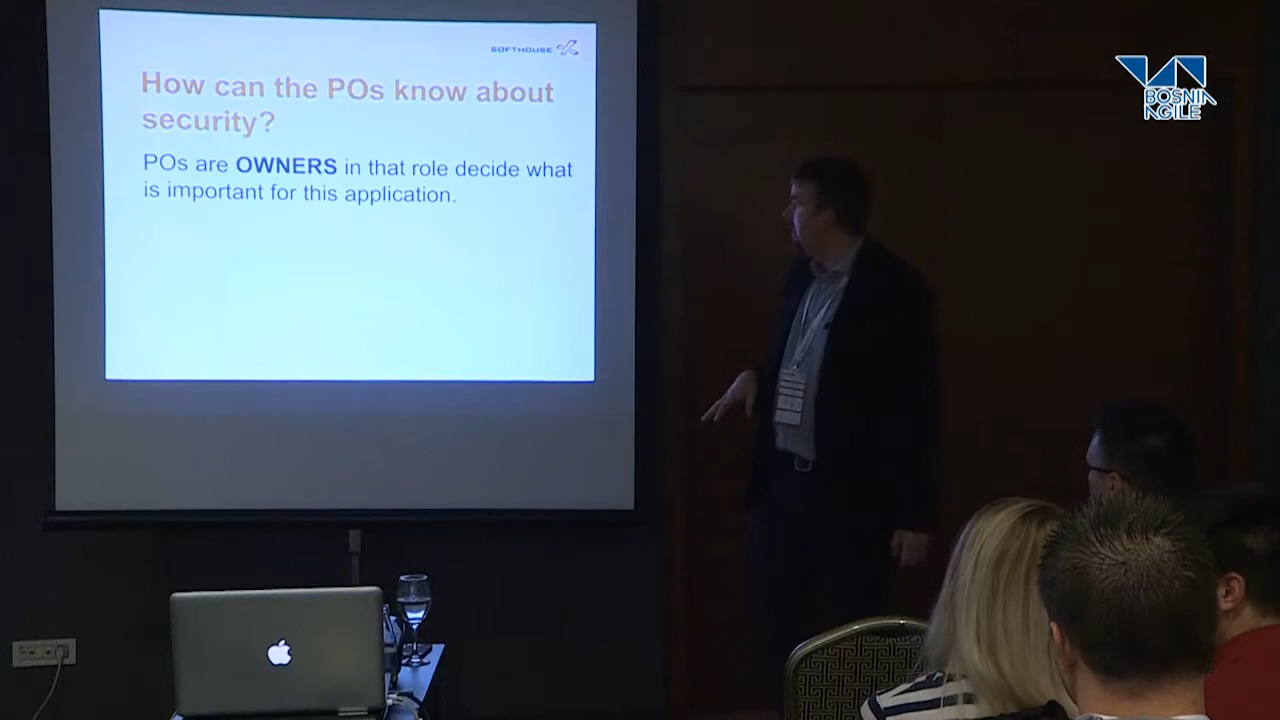 SOFTHOUSE
How can the POs know about
security?
POs are OWNERS in that role decide what
is important for this application.
BOSNIA
AGILE